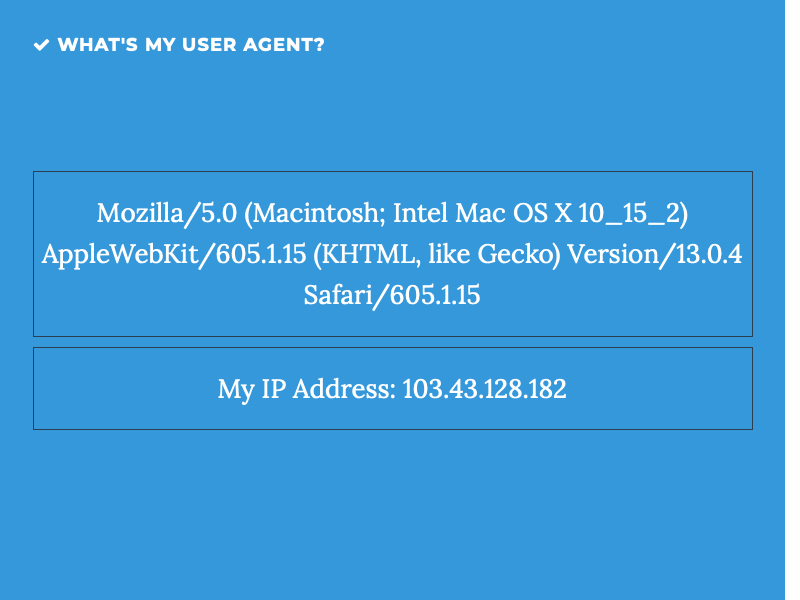 WHAT'S MY USER AGENT?
Mozilla/5.0 (Macintosh; Intel Mac OS X 10_15_2)
AppleWebKit/605.1.15 (KHTML, like Gecko) Version/13.0.4
Safari/605.1.15
My IP Address: 103.43.128.182